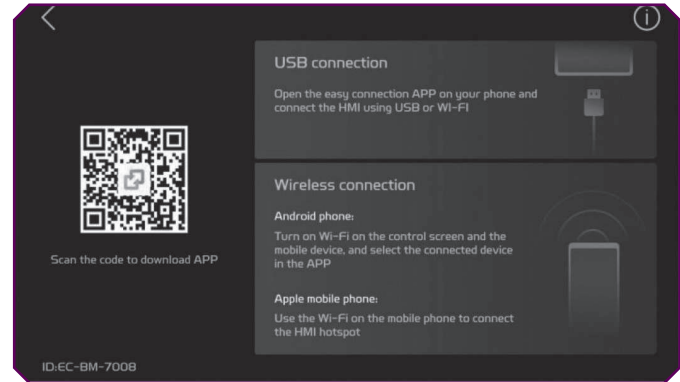 USB connection
Open the easy connection APP on your phone and
connect the HMI using USB or WI-FI
Wireless connection
Android phone:
Turn on Wi-Fi on the control screen and the
mobile device, and select the connected device
in the APP
Apple mobile phone:
Use the Wi-Fi on the mobile phone to connect
the HMI hotspot
Scan the code to download APP
ID:EC-BM-7008